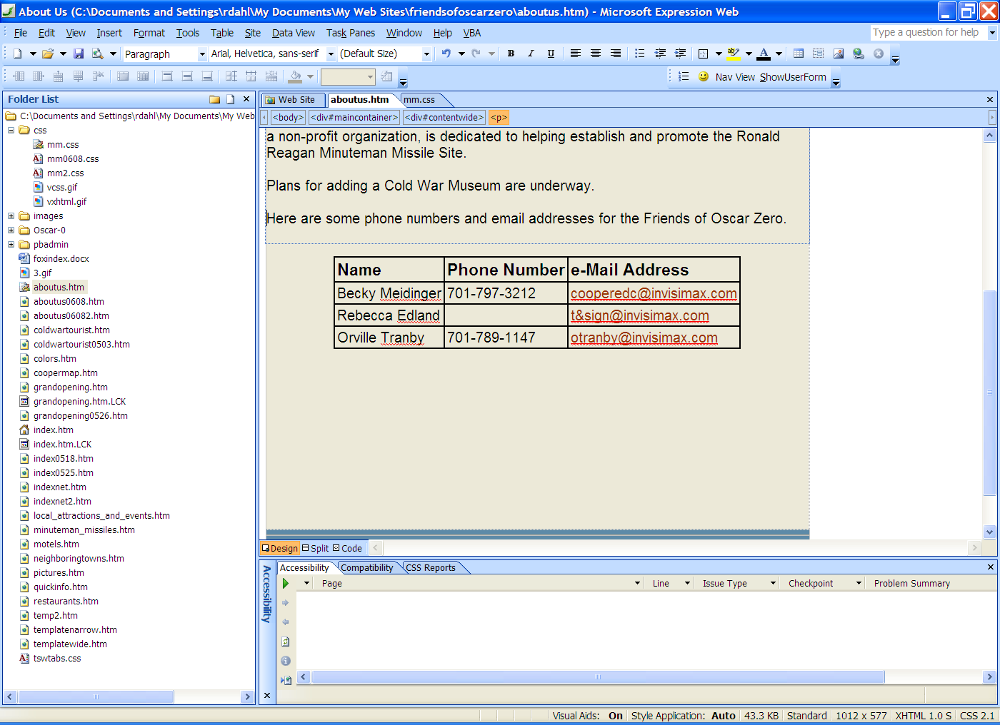 About Us (C:\Documents and Settings\rdahl\My Documents\My Web Sites\friendsofoscarzero\aboutus.htm) - Microsoft Expression Web
File Edit View Insert Format Tools Table Site Data View Task Panes Window Help VBA
Type a question for help
Paragraph Arial, Helvetica, sans-serif (Default Size) B I U
Nav View ShowUserForm
Folder List
C:\Documents and Settings\rdahl\My Documents\My Web
css
mm.css
mm0608.css
mm2.css
vcss.gif
vxhtml.gif
images
Oscar-0
pbadmin
foxindex.docx
3.gif
aboutus.htm
aboutus0608.htm
aboutus06082.htm
coldwartourist.htm
coldwartourist0503.htm
colors.htm
coopermap.htm
grandopening.htm
grandopening.htm.LCK
grandopening0526.htm
index.htm
index.htm.LCK
index0518.htm
index0525.htm
indexnet.htm
indexnet2.htm
local_attractions_and_events.htm
minuteman_missiles.htm
motels.htm
neighboringtowns.htm
pictures.htm
quickinfo.htm
restaurants.htm
temp2.htm
templatenarrow.htm
templatewide.htm
tswtabs.css
Web Site aboutus.htm mm.css
<body> <div#maincontainer> <div#contentwide> <p>
a non-profit organization, is dedicated to helping establish and promote the Ronald
Reagan Minuteman Missile Site.
Plans for adding a Cold War Museum are underway.
Here are some phone numbers and email addresses for the Friends of Oscar Zero.
Name Phone Number e-Mail Address
Becky Meidinger 701-797-3212 cooperedc@invisimax.com
Rebecca Edland t&sign@invisimax.com
Orville Tranby 701-789-1147 otranby@invisimax.com
Design Split Code
Accessibility
Accessibility Compatibility CSS Reports
Page Line Issue Type Checkpoint Problem Summary
Visual Aids: On Style Application: Auto 43.3 KB Standard 1012 x 577 XHTML 1.0 S CSS 2.1